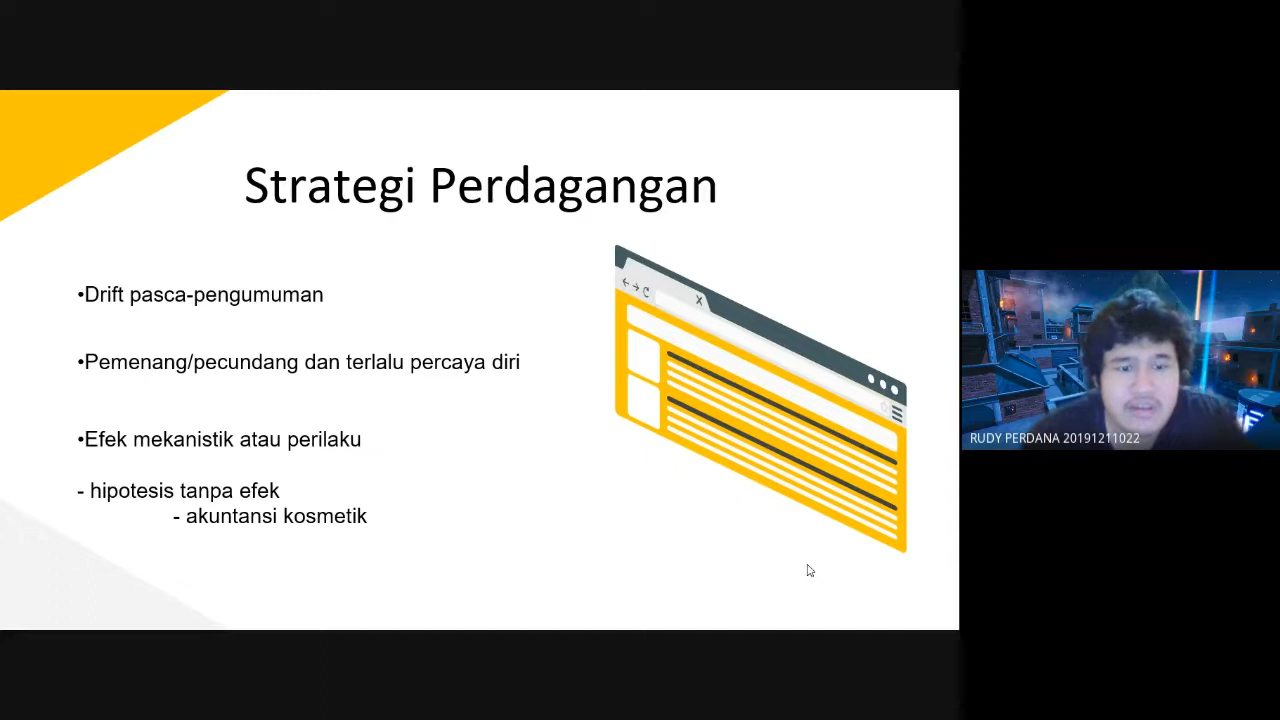 Strategi Perdagangan
•Drift pasca-pengumuman
•Pemenang/pecundang dan terlalu percaya diri
•Efek mekanistik atau perilaku
- hipotesis tanpa efek
- akuntansi kosmetik
X
RUDY PERDANA 20191211022